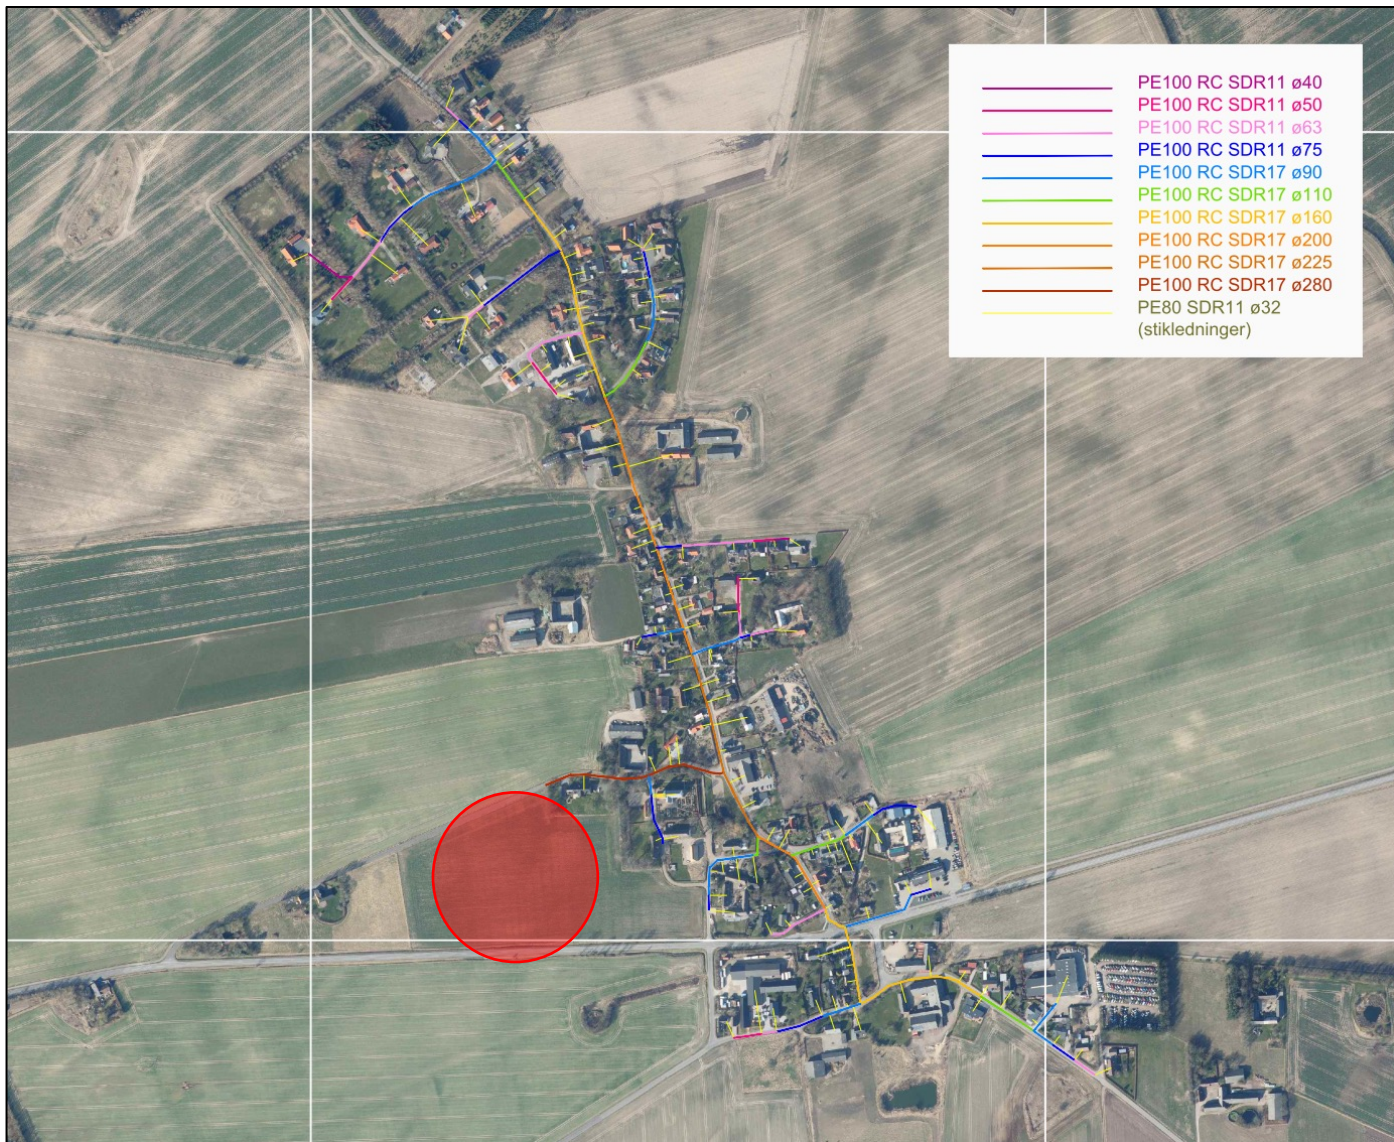 PE100 RC SDR11 ø40
PE100 RC SDR11 ø50
PE100 RC SDR11 ø63
PE100 RC SDR11 ø75
PE100 RC SDR17 ø90
PE100 RC SDR17 ø110
PE100 RC SDR17 ø160
PE100 RC SDR17 ø200
PE100 RC SDR17 ø225
PE100 RC SDR17 ø280
PE80 SDR11 ø32
(stikledninger)